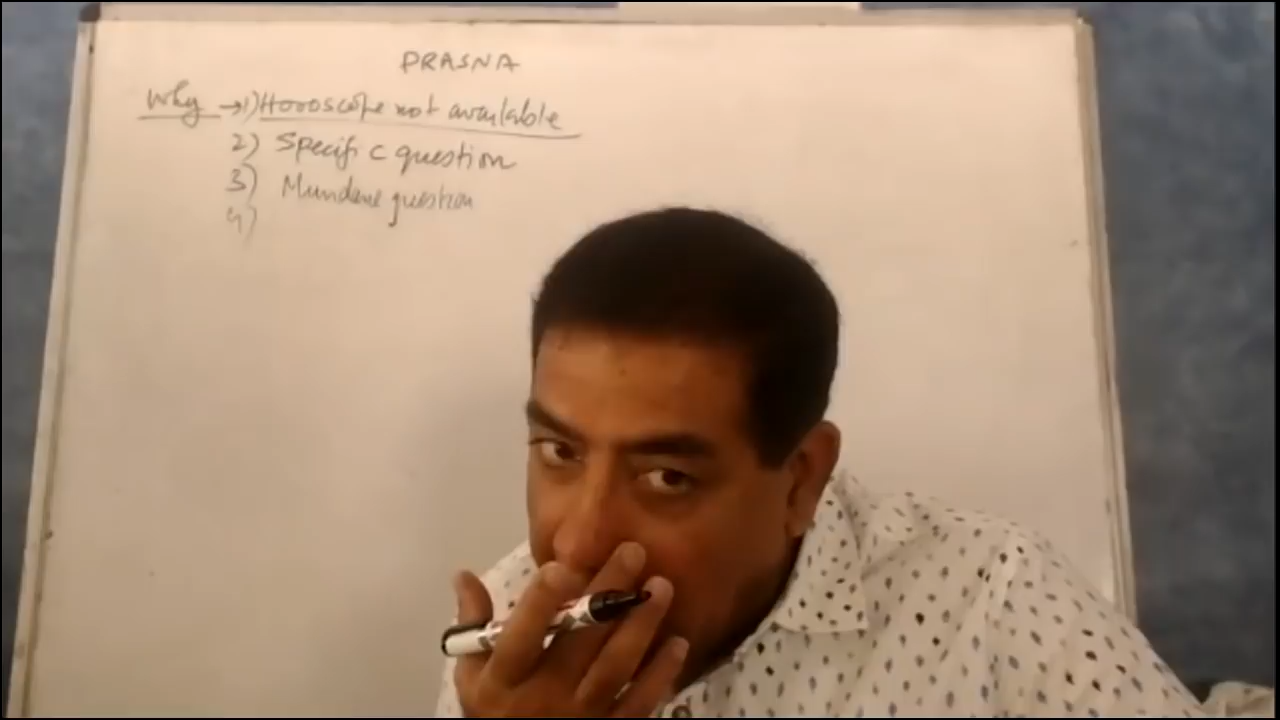 PRASNA
Why →1) Horoscope not available
2) Specific question
3) Mundane question
4)